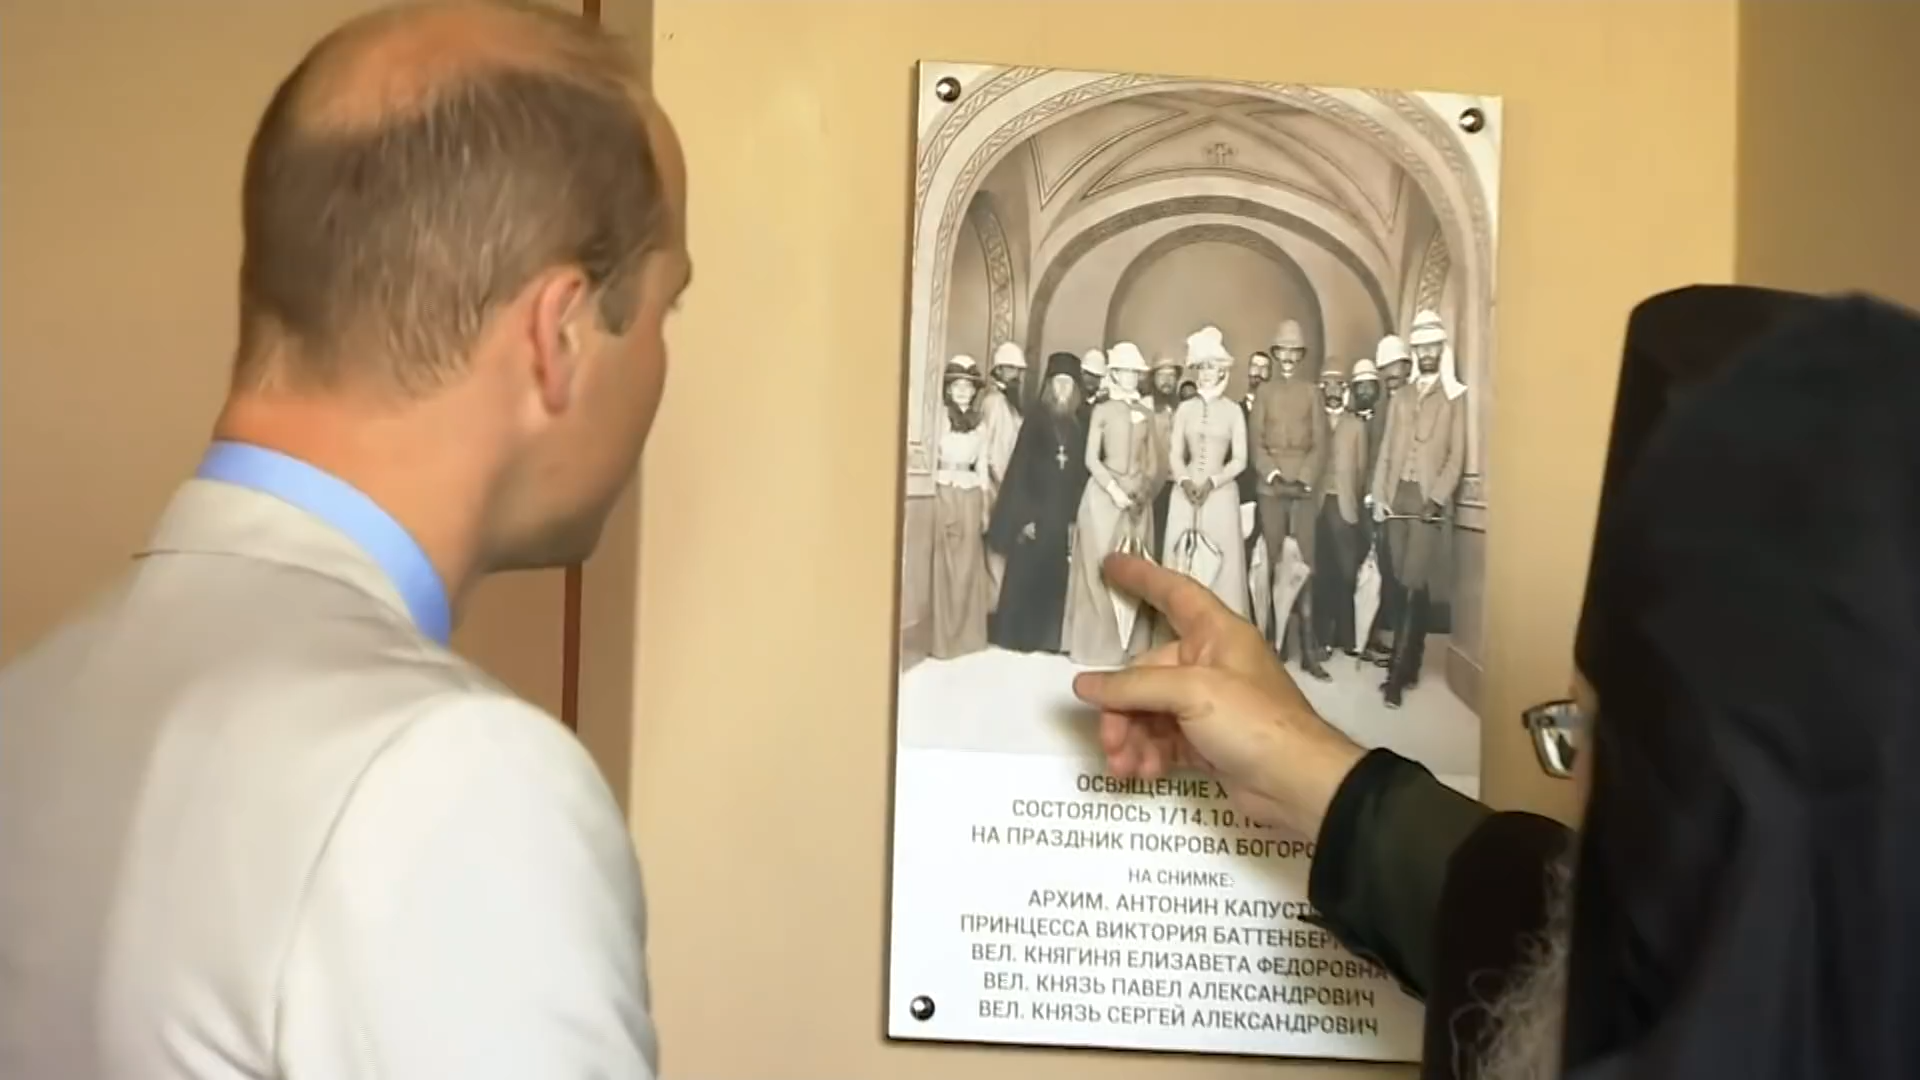 ОСВЯЩЕНИЕ
СОСТОЯЛОСЬ 1/14.10.
НА ПРАЗДНИК ПОКРОВА
НА СНИМКЕ:
АРХИМ. АНТОНИН
ПРИНЦЕССА ВИКТОРИЯ
ВЕЛ. КНЯГИНЯ ЕЛИЗАВЕТА ФЕДОРОВНА
ВЕЛ. КНЯЗЬ ПАВЕЛ АЛЕКСАНДРОВИЧ
ВЕЛ. КНЯЗЬ СЕРГЕЙ АЛЕКСАНДРОВИЧ